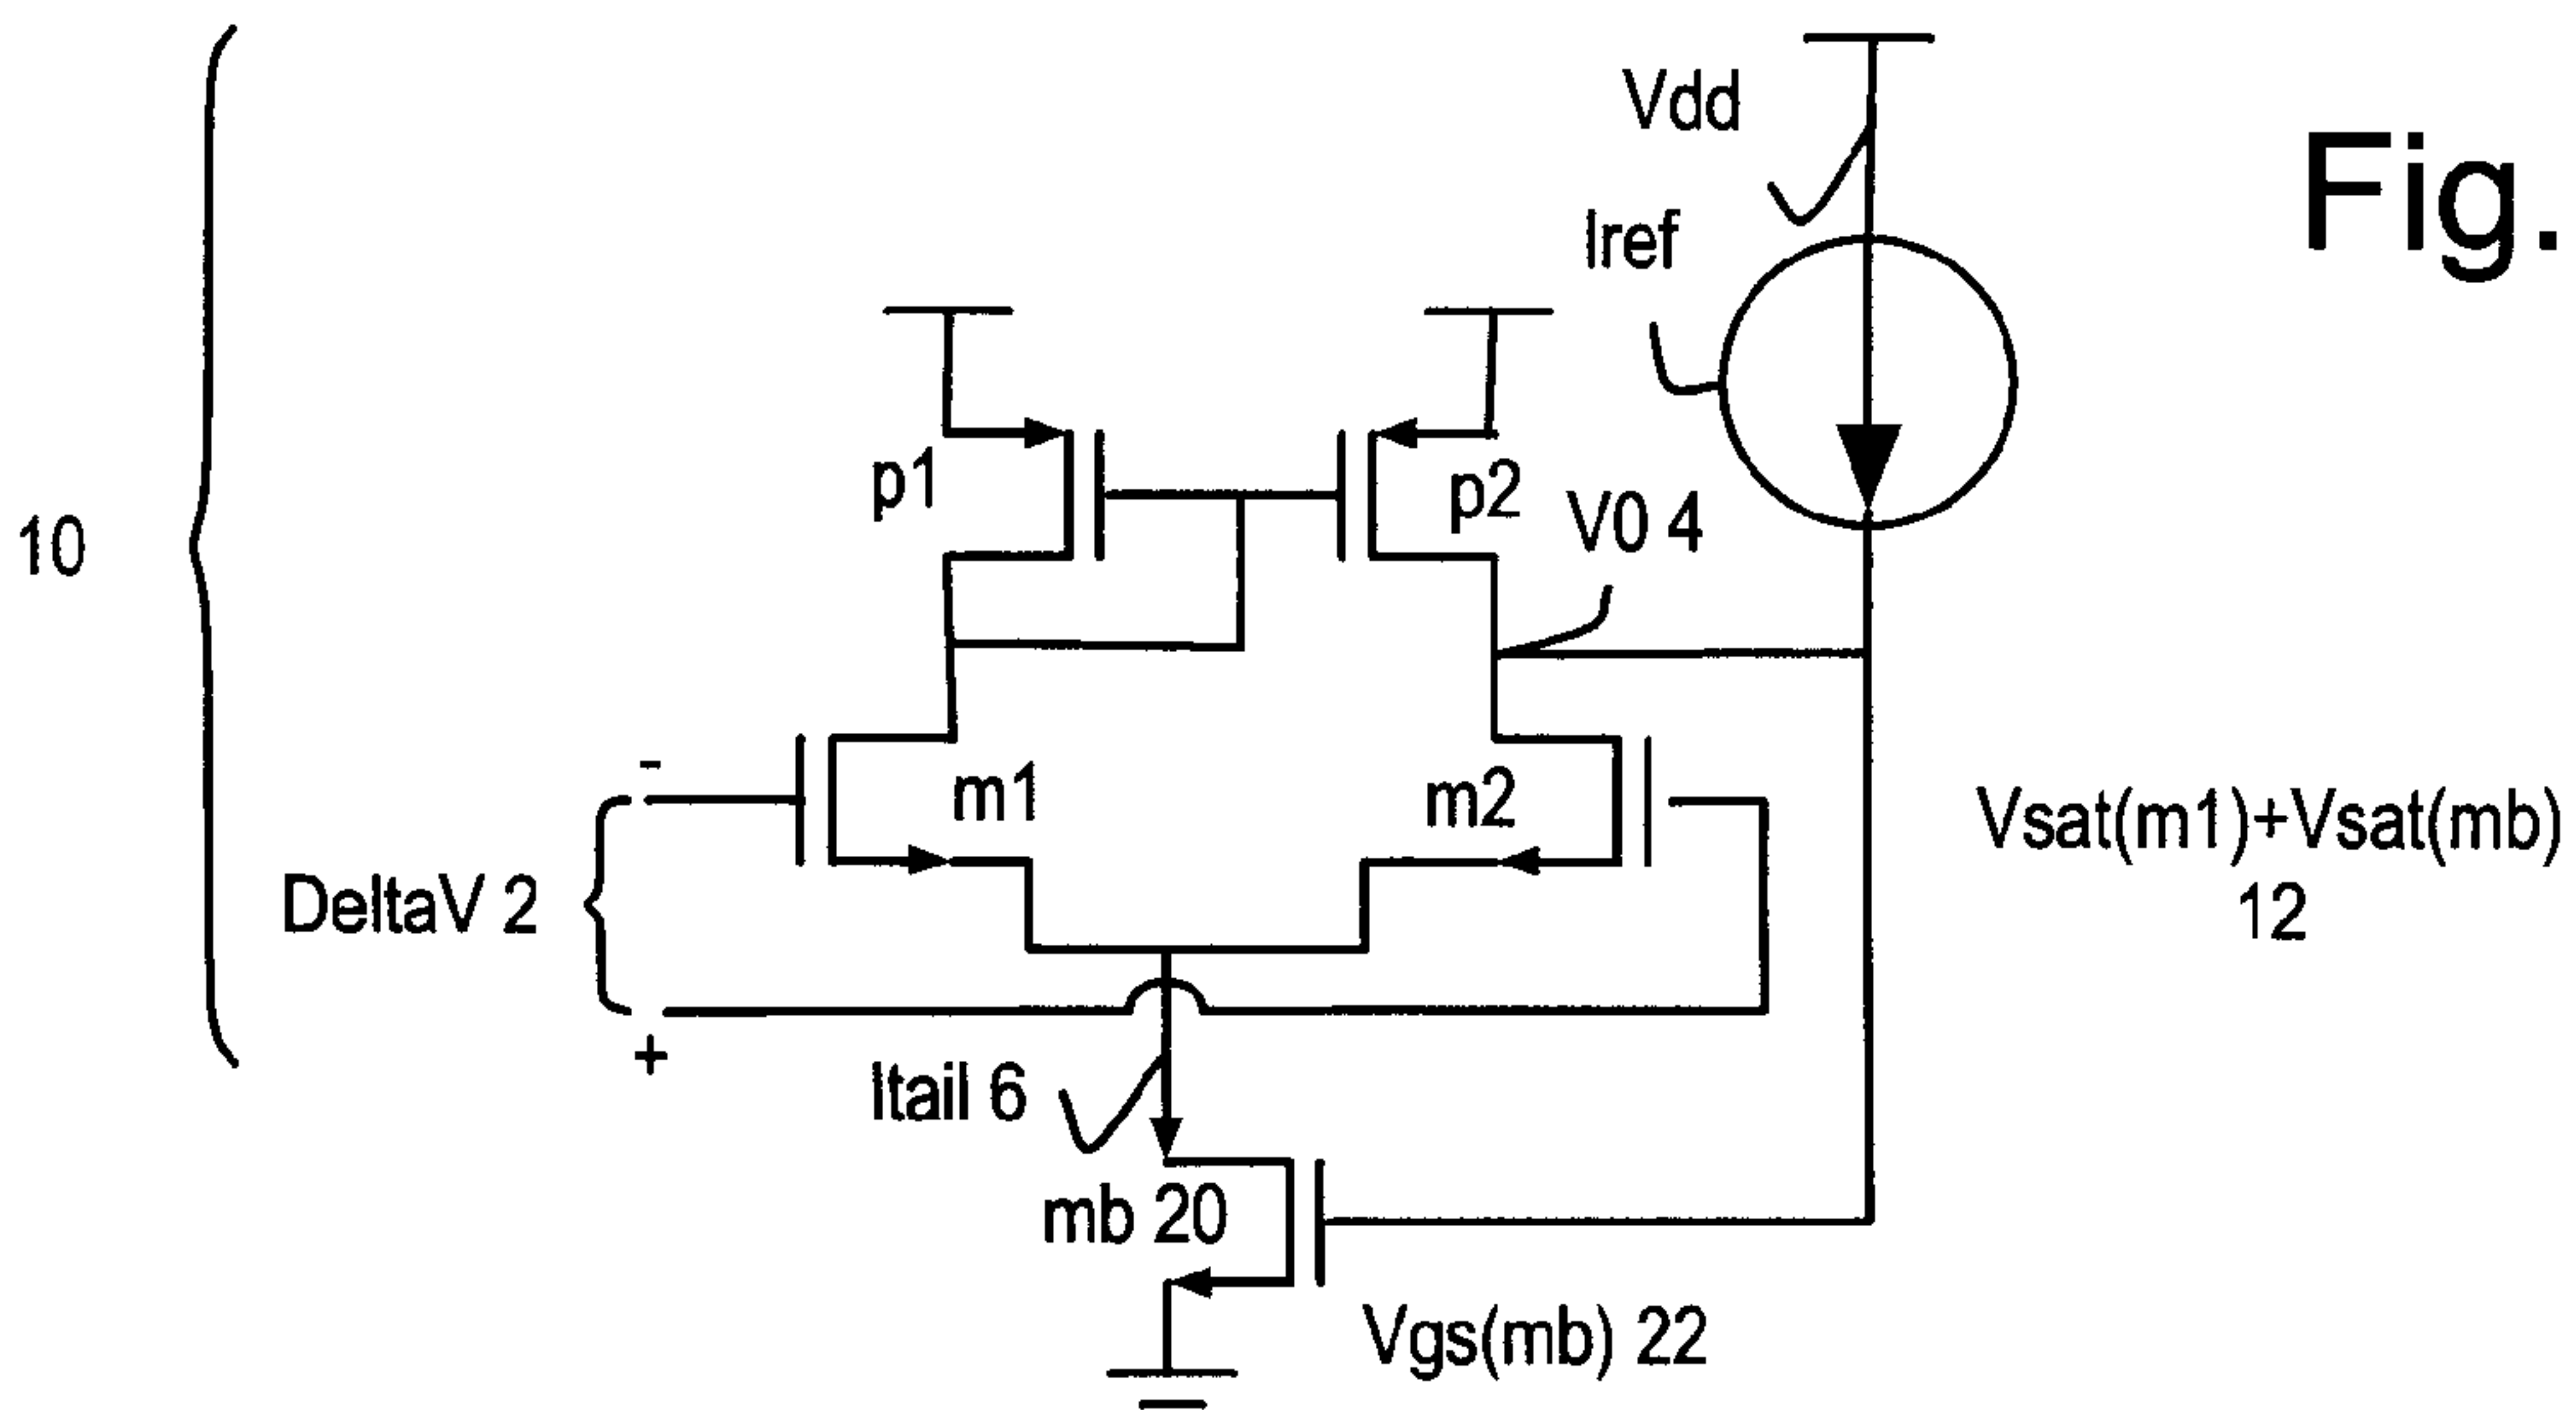 Vdd
Fig.
Iref
10
p1
p2
V0 4
-
m1
m2
Vsat(m1)+Vsat(mb)
12
DeltaV 2
+
Itail 6
mb 20
Vgs(mb) 22